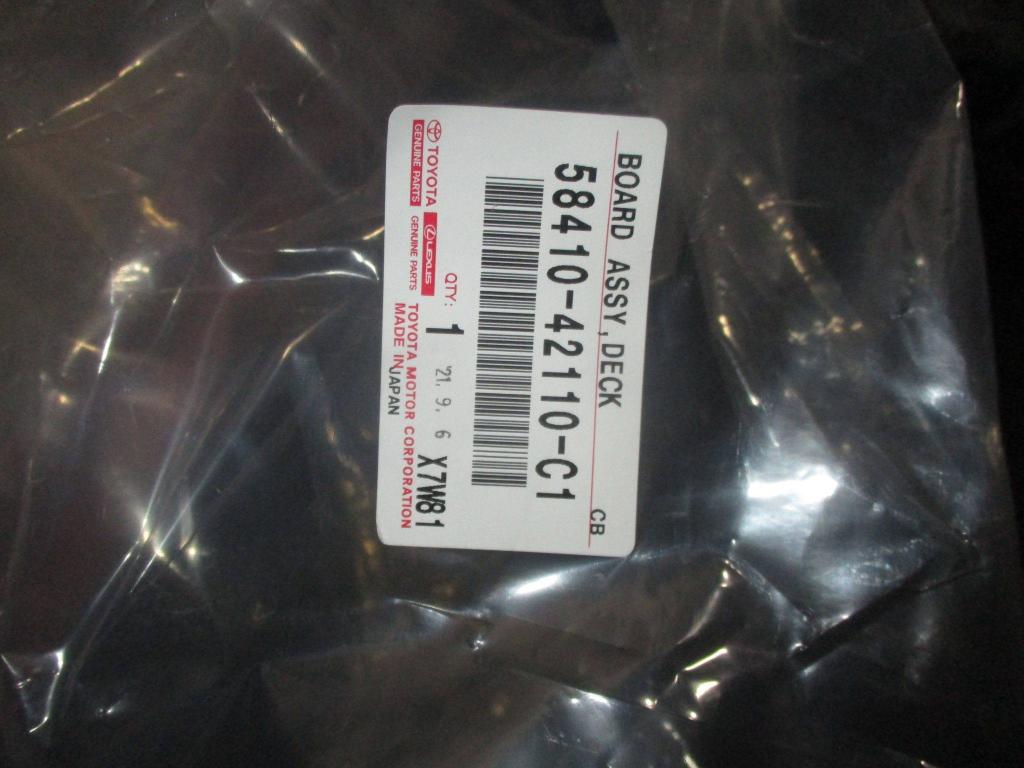 BOARD ASSY,DECK
CB
58410-42110-C1
QTY: 1 '21. 9. 6 X7W81
TOYOTA LEXUS
GENUINE PARTS GENUINE PARTS
TOYOTA MOTOR CORPORATION
MADE IN JAPAN